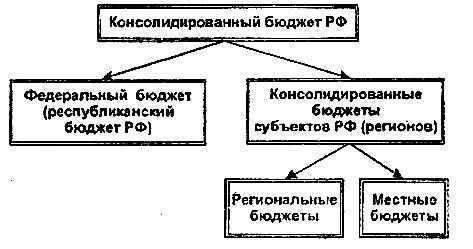 Консолидированный бюджет РФ
Федеральный бюджет
(республиканский
бюджет РФ)
Консолидированные
бюджеты
субъектов РФ (регионов)
Региональные
бюджеты
Местные
бюджеты